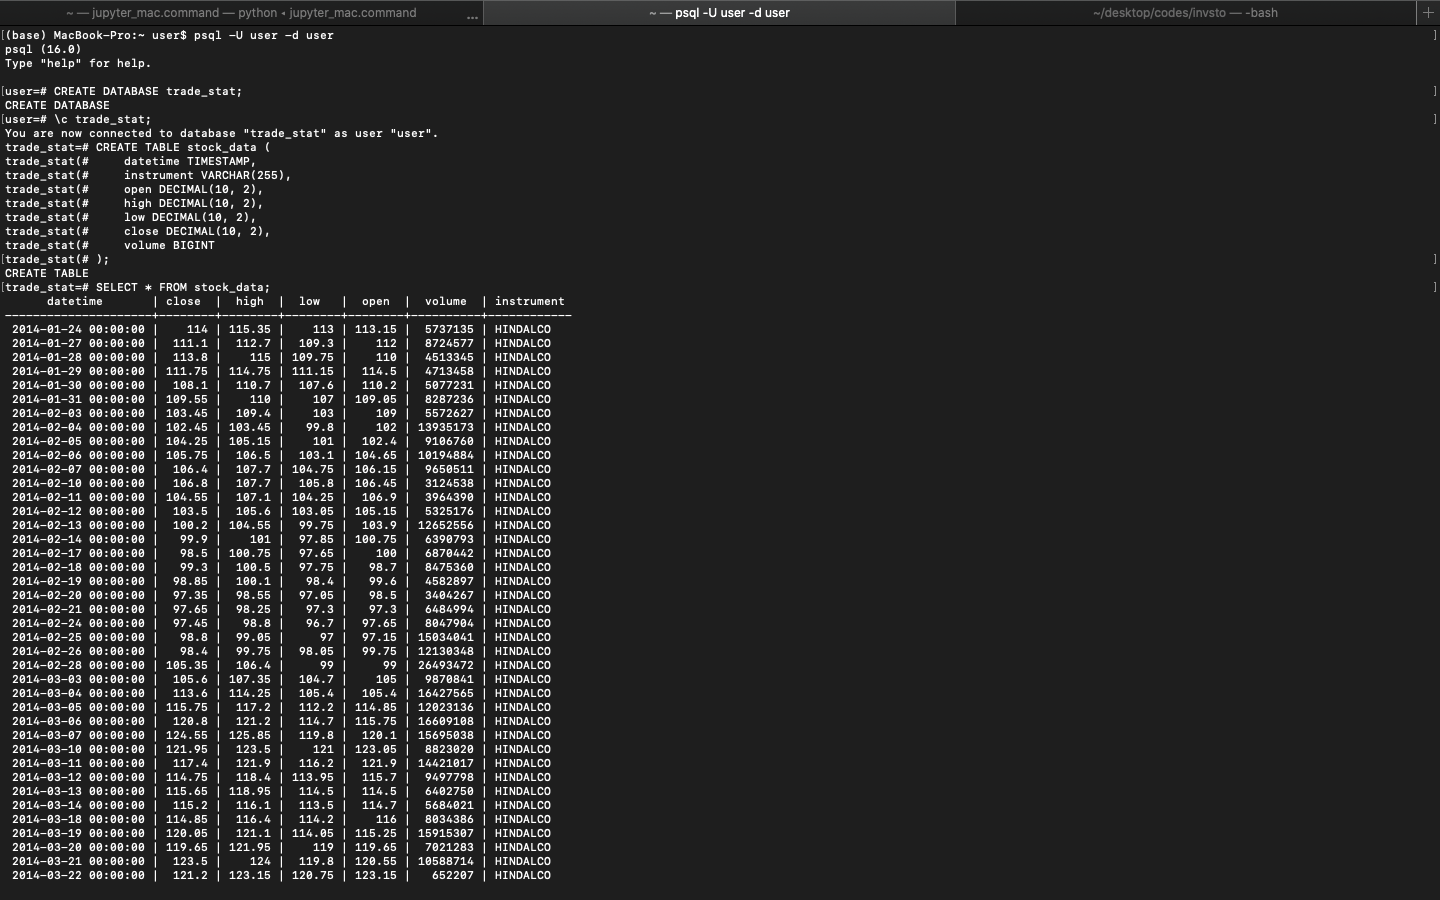 ~ — jupyter_mac.command — python ◂ jupyter_mac.command ... ~ — psql -U user -d user ~/desktop/codes/invsto — -bash +
[(base) MacBook-Pro:~ user$ psql -U user -d user ]
psql (16.0)
Type "help" for help.
[user=# CREATE DATABASE trade_stat; ]
CREATE DATABASE
[user=# \c trade_stat; ]
You are now connected to database "trade_stat" as user "user".
trade_stat=# CREATE TABLE stock_data (
trade_stat(#     datetime TIMESTAMP,
trade_stat(#     instrument VARCHAR(255),
trade_stat(#     open DECIMAL(10, 2),
trade_stat(#     high DECIMAL(10, 2),
trade_stat(#     low DECIMAL(10, 2),
trade_stat(#     close DECIMAL(10, 2),
trade_stat(#     volume BIGINT
[trade_stat(# ); ]
CREATE TABLE
[trade_stat=# SELECT * FROM stock_data; ]
      datetime       | close  |  high  |  low   |  open  |  volume  | instrument
---------------------+--------+--------+--------+--------+----------+------------
 2014-01-24 00:00:00 |    114 | 115.35 |    113 | 113.15 |  5737135 | HINDALCO
 2014-01-27 00:00:00 |  111.1 |  112.7 |  109.3 |    112 |  8724577 | HINDALCO
 2014-01-28 00:00:00 |  113.8 |    115 | 109.75 |    110 |  4513345 | HINDALCO
 2014-01-29 00:00:00 | 111.75 | 114.75 | 111.15 |  114.5 |  4713458 | HINDALCO
 2014-01-30 00:00:00 |  108.1 |  110.7 |  107.6 |  110.2 |  5077231 | HINDALCO
 2014-01-31 00:00:00 | 109.55 |    110 |    107 | 109.05 |  8287236 | HINDALCO
 2014-02-03 00:00:00 | 103.45 |  109.4 |    103 |    109 |  5572627 | HINDALCO
 2014-02-04 00:00:00 | 102.45 | 103.45 |   99.8 |    102 | 13935173 | HINDALCO
 2014-02-05 00:00:00 | 104.25 | 105.15 |    101 |  102.4 |  9106760 | HINDALCO
 2014-02-06 00:00:00 | 105.75 |  106.5 |  103.1 | 104.65 | 10194884 | HINDALCO
 2014-02-07 00:00:00 |  106.4 |  107.7 | 104.75 | 106.15 |  9650511 | HINDALCO
 2014-02-10 00:00:00 |  106.8 |  107.7 |  105.8 | 106.45 |  3124538 | HINDALCO
 2014-02-11 00:00:00 | 104.55 |  107.1 | 104.25 |  106.9 |  3964390 | HINDALCO
 2014-02-12 00:00:00 |  103.5 |  105.6 | 103.05 | 105.15 |  5325176 | HINDALCO
 2014-02-13 00:00:00 |  100.2 | 104.55 |  99.75 |  103.9 | 12652556 | HINDALCO
 2014-02-14 00:00:00 |   99.9 |    101 |  97.85 | 100.75 |  6390793 | HINDALCO
 2014-02-17 00:00:00 |   98.5 | 100.75 |  97.65 |    100 |  6870442 | HINDALCO
 2014-02-18 00:00:00 |   99.3 |  100.5 |  97.75 |   98.7 |  8475360 | HINDALCO
 2014-02-19 00:00:00 |  98.85 |  100.1 |   98.4 |   99.6 |  4582897 | HINDALCO
 2014-02-20 00:00:00 |  97.35 |  98.55 |  97.05 |   98.5 |  3404267 | HINDALCO
 2014-02-21 00:00:00 |  97.65 |  98.25 |   97.3 |   97.3 |  6484994 | HINDALCO
 2014-02-24 00:00:00 |  97.45 |   98.8 |   96.7 |  97.65 |  8047904 | HINDALCO
 2014-02-25 00:00:00 |   98.8 |  99.05 |     97 |  97.15 | 15034041 | HINDALCO
 2014-02-26 00:00:00 |   98.4 |  99.75 |  98.05 |  99.75 | 12130348 | HINDALCO
 2014-02-28 00:00:00 | 105.35 |  106.4 |     99 |     99 | 26493472 | HINDALCO
 2014-03-03 00:00:00 |  105.6 | 107.35 |  104.7 |    105 |  9870841 | HINDALCO
 2014-03-04 00:00:00 |  113.6 | 114.25 |  105.4 |  105.4 | 16427565 | HINDALCO
 2014-03-05 00:00:00 | 115.75 |  117.2 |  112.2 | 114.85 | 12023136 | HINDALCO
 2014-03-06 00:00:00 |  120.8 |  121.2 |  114.7 | 115.75 | 16609108 | HINDALCO
 2014-03-07 00:00:00 | 124.55 | 125.85 |  119.8 |  120.1 | 15695038 | HINDALCO
 2014-03-10 00:00:00 | 121.95 |  123.5 |    121 | 123.05 |  8823020 | HINDALCO
 2014-03-11 00:00:00 |  117.4 |  121.9 |  116.2 |  121.9 | 14421017 | HINDALCO
 2014-03-12 00:00:00 | 114.75 |  118.4 | 113.95 |  115.7 |  9497798 | HINDALCO
 2014-03-13 00:00:00 | 115.65 | 118.95 |  114.5 |  114.5 |  6402750 | HINDALCO
 2014-03-14 00:00:00 |  115.2 |  116.1 |  113.5 |  114.7 |  5684021 | HINDALCO
 2014-03-18 00:00:00 | 114.85 |  116.4 |  114.2 |    116 |  8034386 | HINDALCO
 2014-03-19 00:00:00 | 120.05 |  121.1 | 114.05 | 115.25 | 15915307 | HINDALCO
 2014-03-20 00:00:00 | 119.65 | 121.95 |    119 | 119.65 |  7021283 | HINDALCO
 2014-03-21 00:00:00 |  123.5 |    124 |  119.8 | 120.55 | 10588714 | HINDALCO
 2014-03-22 00:00:00 |  121.2 | 123.15 | 120.75 | 123.15 |   652207 | HINDALCO